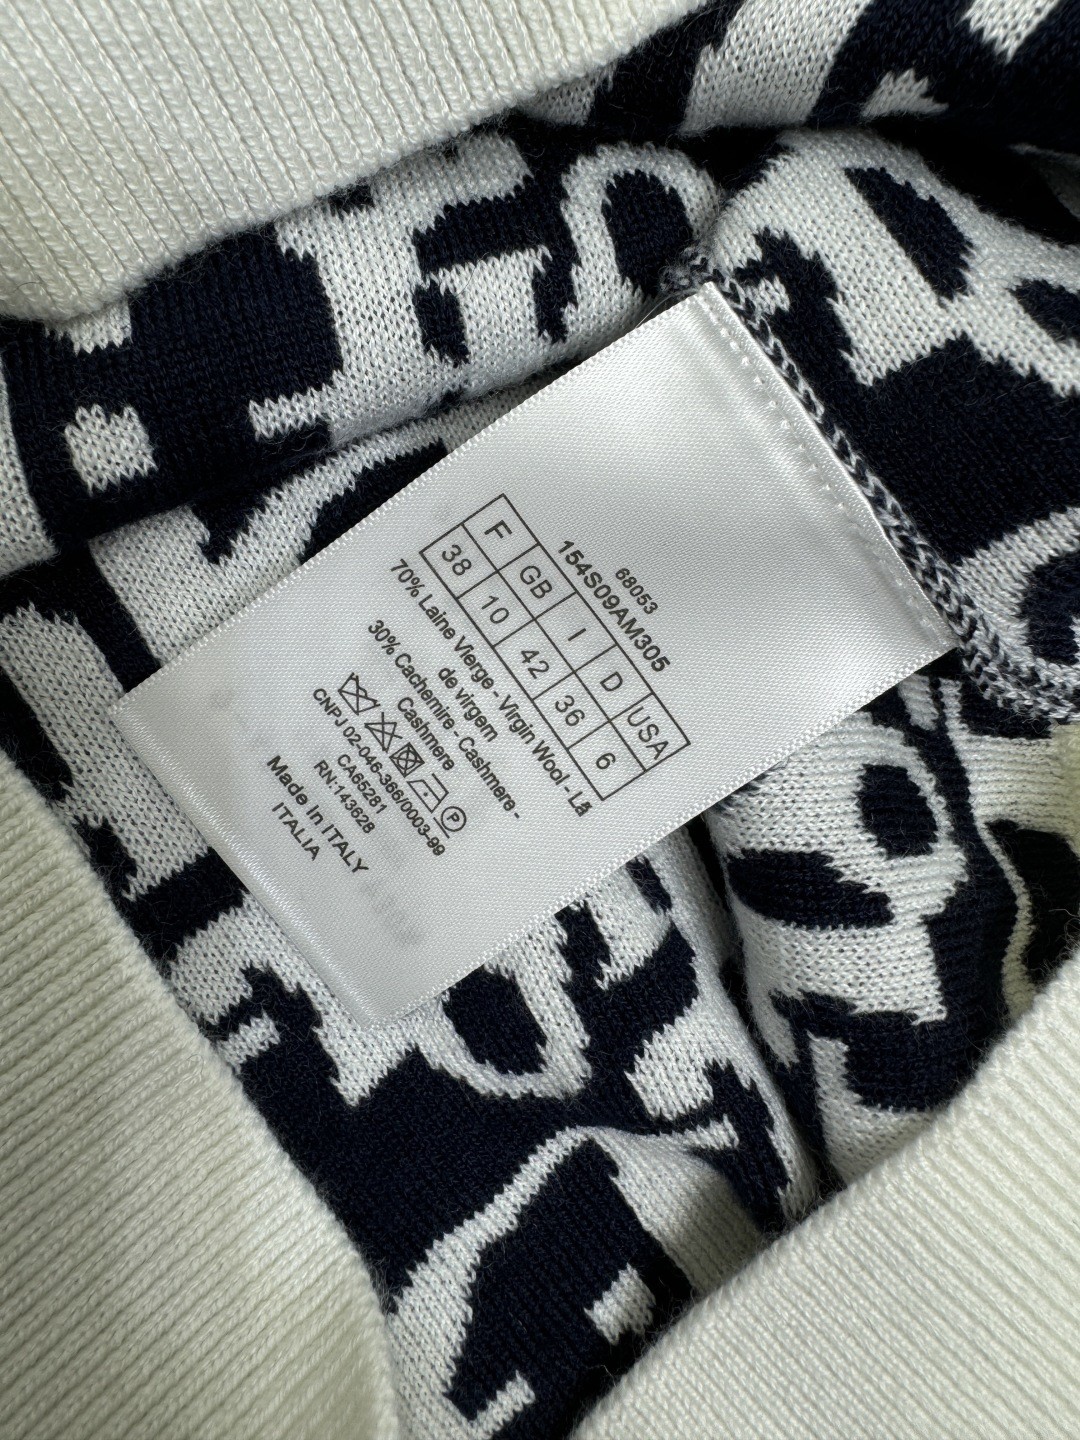 68053
154S09AM305
F GB I D USA
38 10 42 36 6
70% Laine Vierge - Virgin Wool - Lã
de virgem
30% Cachemire - Cashmere -
Cashmere
CNPJ 02-046-366/0003-99
CA65281
RN:143628
Made In ITALY
ITALIA